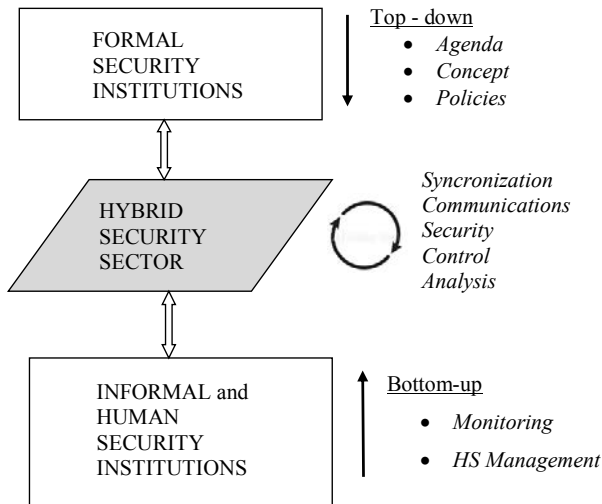 FORMAL
SECURITY
INSTITUTIONS
Top - down
• Agenda
• Concept
• Policies
HYBRID
SECURITY
SECTOR
Syncronization
Communications
Security
Control
Analysis
INFORMAL and
HUMAN
SECURITY
INSTITUTIONS
Bottom-up
• Monitoring
• HS Management